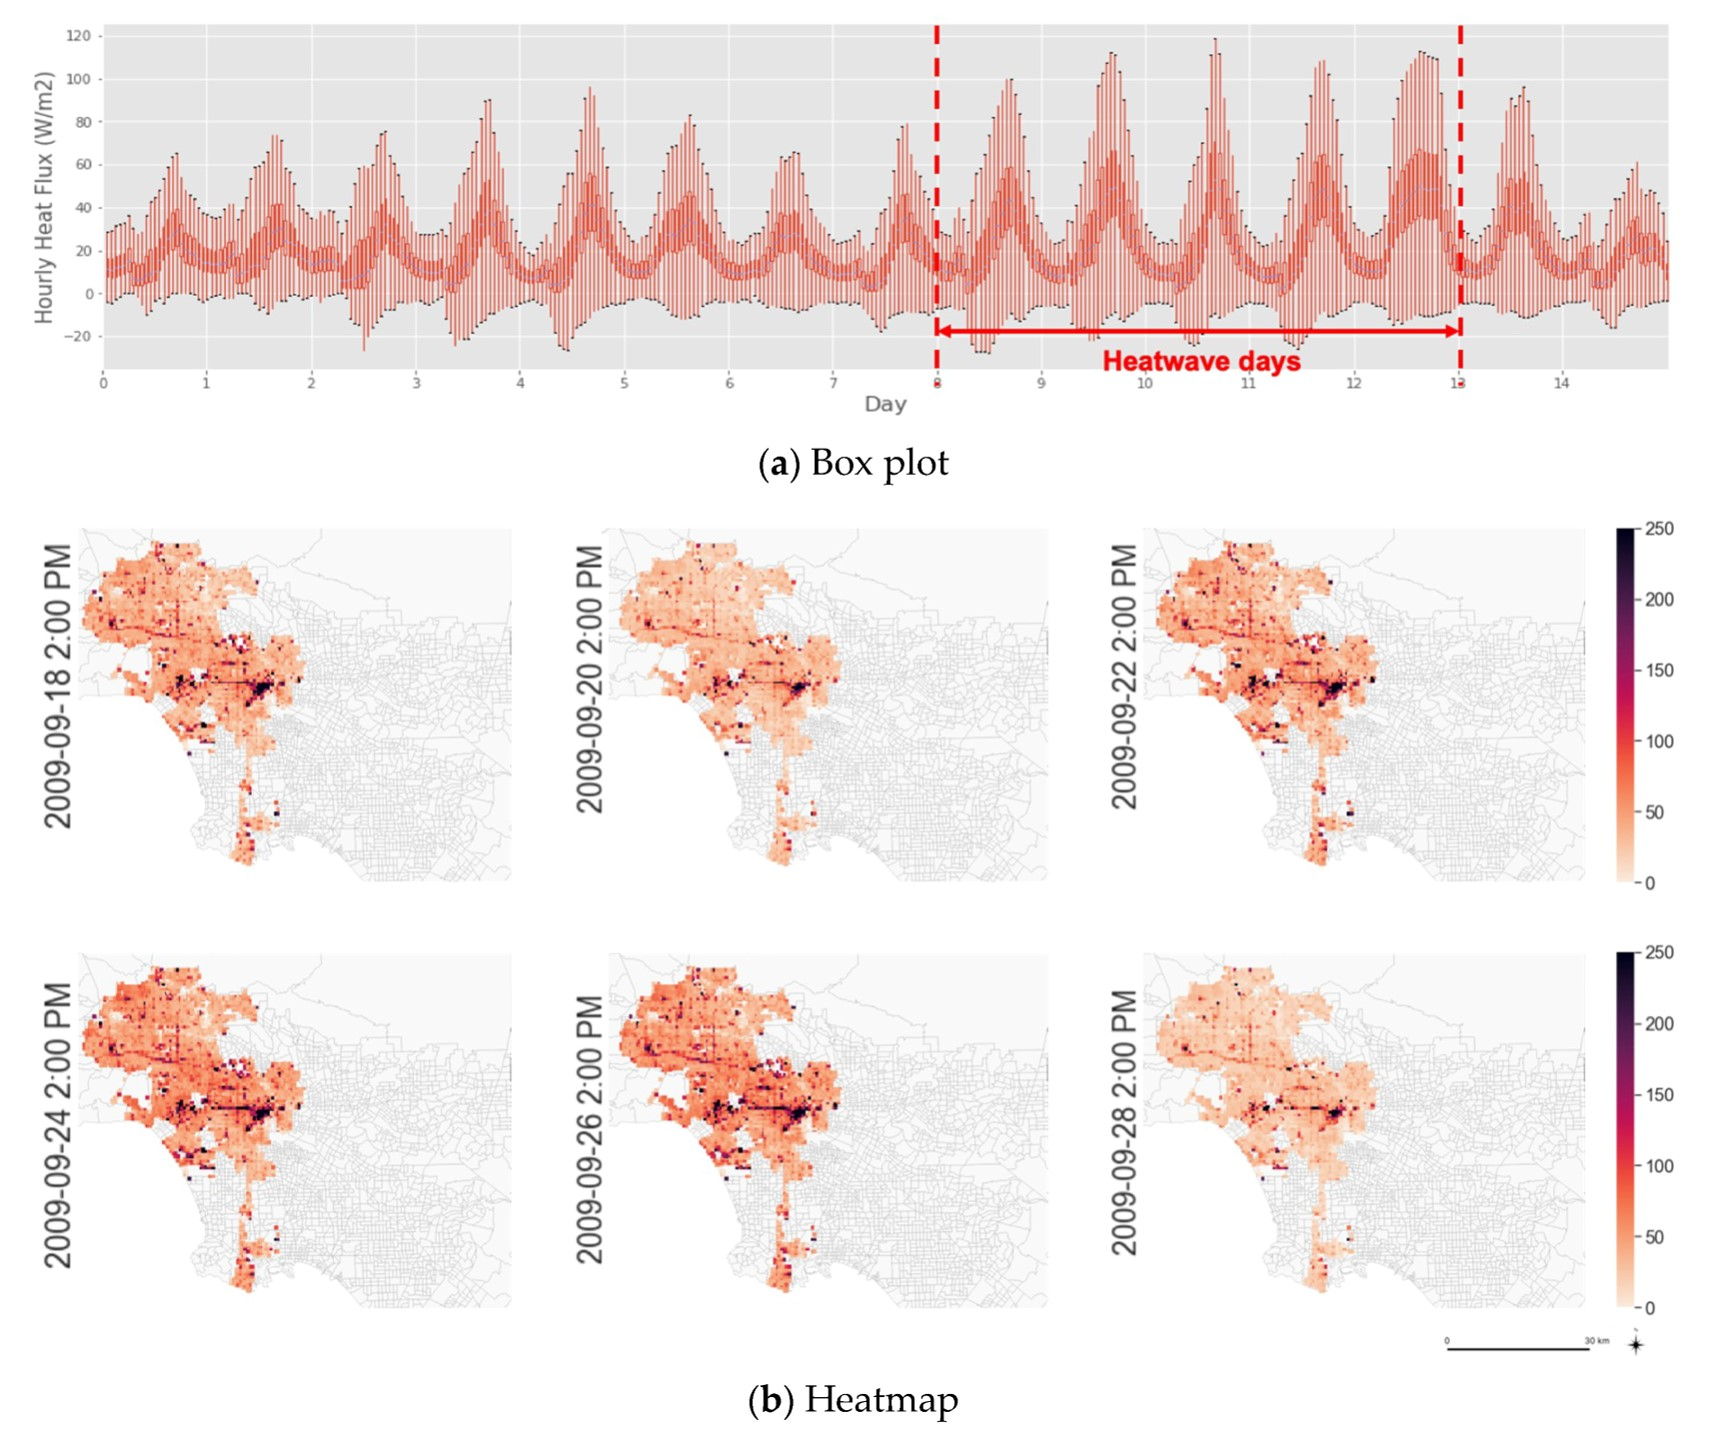 120
100
80
60
40
20
0
−20
Hourly Heat Flux (W/m2)
Heatwave days
0 1 2 3 4 5 6 7 8 9 10 11 12 13 14
Day
(a) Box plot
2009-09-18 2:00 PM
2009-09-20 2:00 PM
2009-09-22 2:00 PM
250
200
150
100
50
0
2009-09-24 2:00 PM
2009-09-26 2:00 PM
2009-09-28 2:00 PM
250
200
150
100
50
0
0 30 km
(b) Heatmap